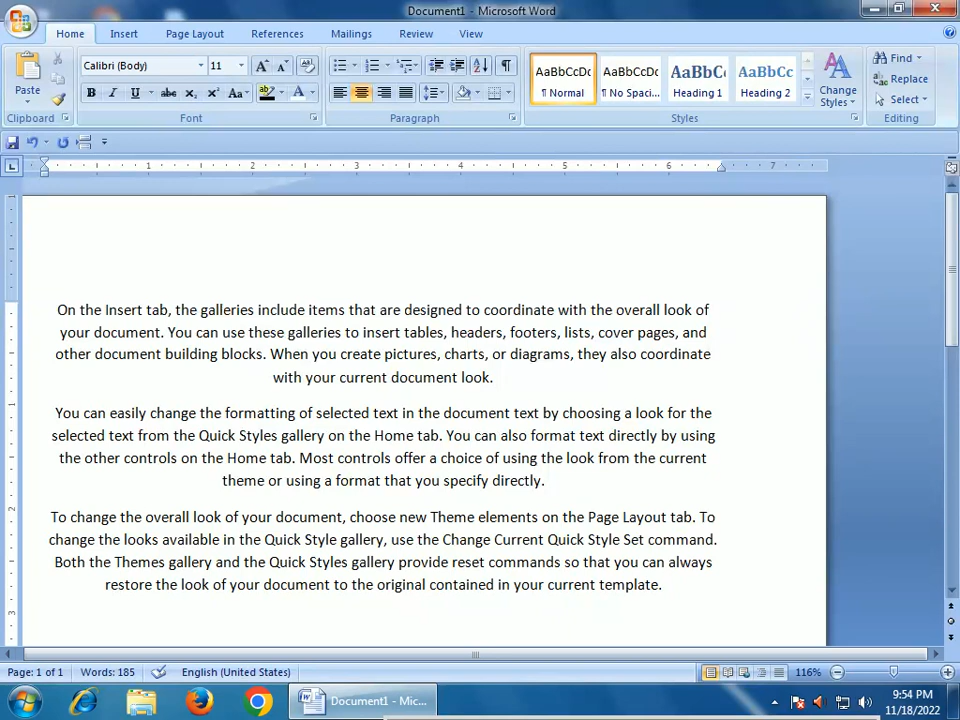 Document1 - Microsoft Word
Home Insert Page Layout References Mailings Review View
Paste
Clipboard
Calibri (Body) 11
B I U abc X₂ X² Aa A
Font
Paragraph
AaBbCcDc AaBbCcDc AaBbC AaBbCc
¶ Normal ¶ No Spaci... Heading 1 Heading 2
Styles
Change Styles
Find
Replace
Select
Editing
1 2 3 4 5 6 7
On the Insert tab, the galleries include items that are designed to coordinate with the overall look of
your document. You can use these galleries to insert tables, headers, footers, lists, cover pages, and
other document building blocks. When you create pictures, charts, or diagrams, they also coordinate
with your current document look.
You can easily change the formatting of selected text in the document text by choosing a look for the
selected text from the Quick Styles gallery on the Home tab. You can also format text directly by using
the other controls on the Home tab. Most controls offer a choice of using the look from the current
theme or using a format that you specify directly.
To change the overall look of your document, choose new Theme elements on the Page Layout tab. To
change the looks available in the Quick Style gallery, use the Change Current Quick Style Set command.
Both the Themes gallery and the Quick Styles gallery provide reset commands so that you can always
restore the look of your document to the original contained in your current template.
Page: 1 of 1 Words: 185 English (United States) 116%
Document1 - Mic...
9:54 PM
11/18/2022